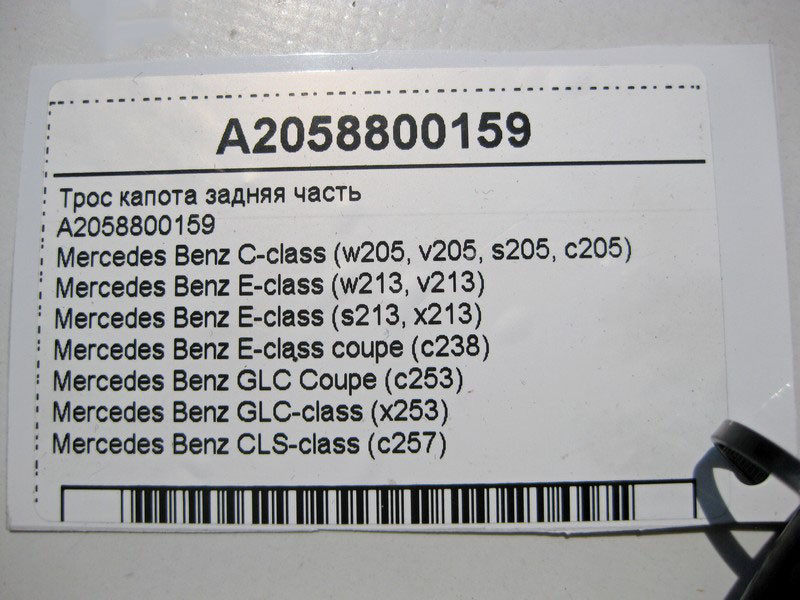 A2058800159
Трос капота задняя часть
A2058800159
Mercedes Benz C-class (w205, v205, s205, c205)
Mercedes Benz E-class (w213, v213)
Mercedes Benz E-class (s213, x213)
Mercedes Benz E-class coupe (c238)
Mercedes Benz GLC Coupe (c253)
Mercedes Benz GLC-class (x253)
Mercedes Benz CLS-class (c257)